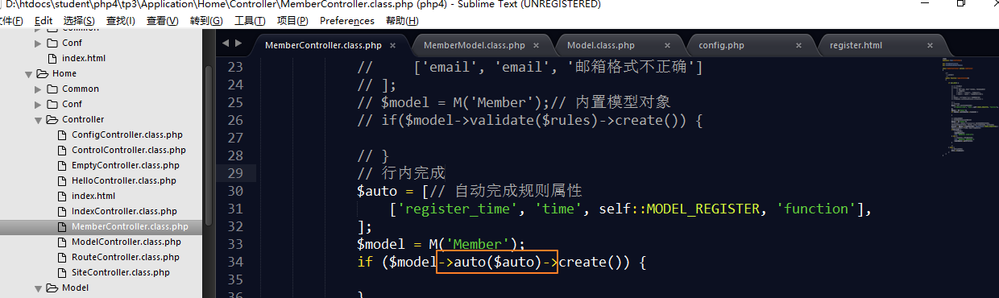 D:\htdocs\student\php4\tp3\Application\Home\Controller\MemberController.class.php (php4) - Sublime Text (UNREGISTERED)
文件(F) Edit 选择(S) 查找(I) 查看(V) 转到(G) 工具(T) 项目(P) Preferences 帮助(H)
MemberController.class.php × MemberModel.class.php × Model.class.php × config.php × register.html ×
Common
Conf
index.html
Home
Common
Conf
Controller
ConfigController.class.php
ControlController.class.php
EmptyController.class.php
HelloController.class.php
index.html
IndexController.class.php
MemberController.class.php
ModelController.class.php
RouteController.class.php
SiteController.class.php
Model
23 //     ['email', 'email', '邮箱格式不正确']
24 // ];
25 // $model = M('Member');// 内置模型对象
26 // if($model->validate($rules)->create()) {
27
28 // }
29 // 行内完成
30 $auto = [// 自动完成规则属性
31     ['register_time', 'time', self::MODEL_REGISTER, 'function'],
32 ];
33 $model = M('Member');
34 if ($model->auto($auto)->create()) {
35
36 }